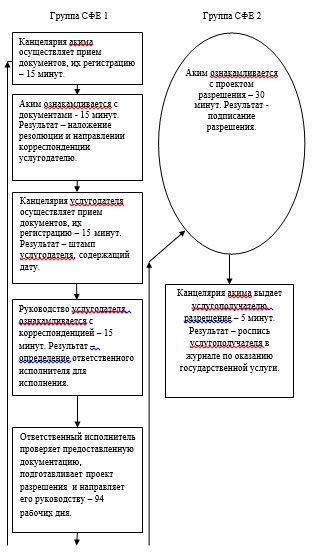 Группа СФЕ 1
Канцелярия акима
осуществляет прием
документов, их регистрацию
– 15 минут.
Аким ознакамливается с
документами - 15 минут.
Результат – наложение
резолюции и направлении
корреспонденции
услугодателю.
Канцелярия услугодателя
осуществляет прием
документов, их
регистрацию – 15 минут.
Результат – штамп
услугодателя, содержащий
дату.
Руководство услугодателя
ознакамливается с
корреспонденцией – 15
минут. Результат –
определение ответственного
исполнителя для
исполнения.
Ответственный исполнитель
проверяет предоставленную
документацию,
подготавливает проект
разрешения и направляет
его руководству – 94
рабочих дня.
Группа СФЕ 2
Аким ознакамливается
с проектом
разрешения – 30
минут. Результат -
подписание
разрешения.
Канцелярия акима выдает
услугополучателю
разрешение – 5 минут.
Результат – роспись
услугополучателя в
журнале по оказанию
государственной услуги.